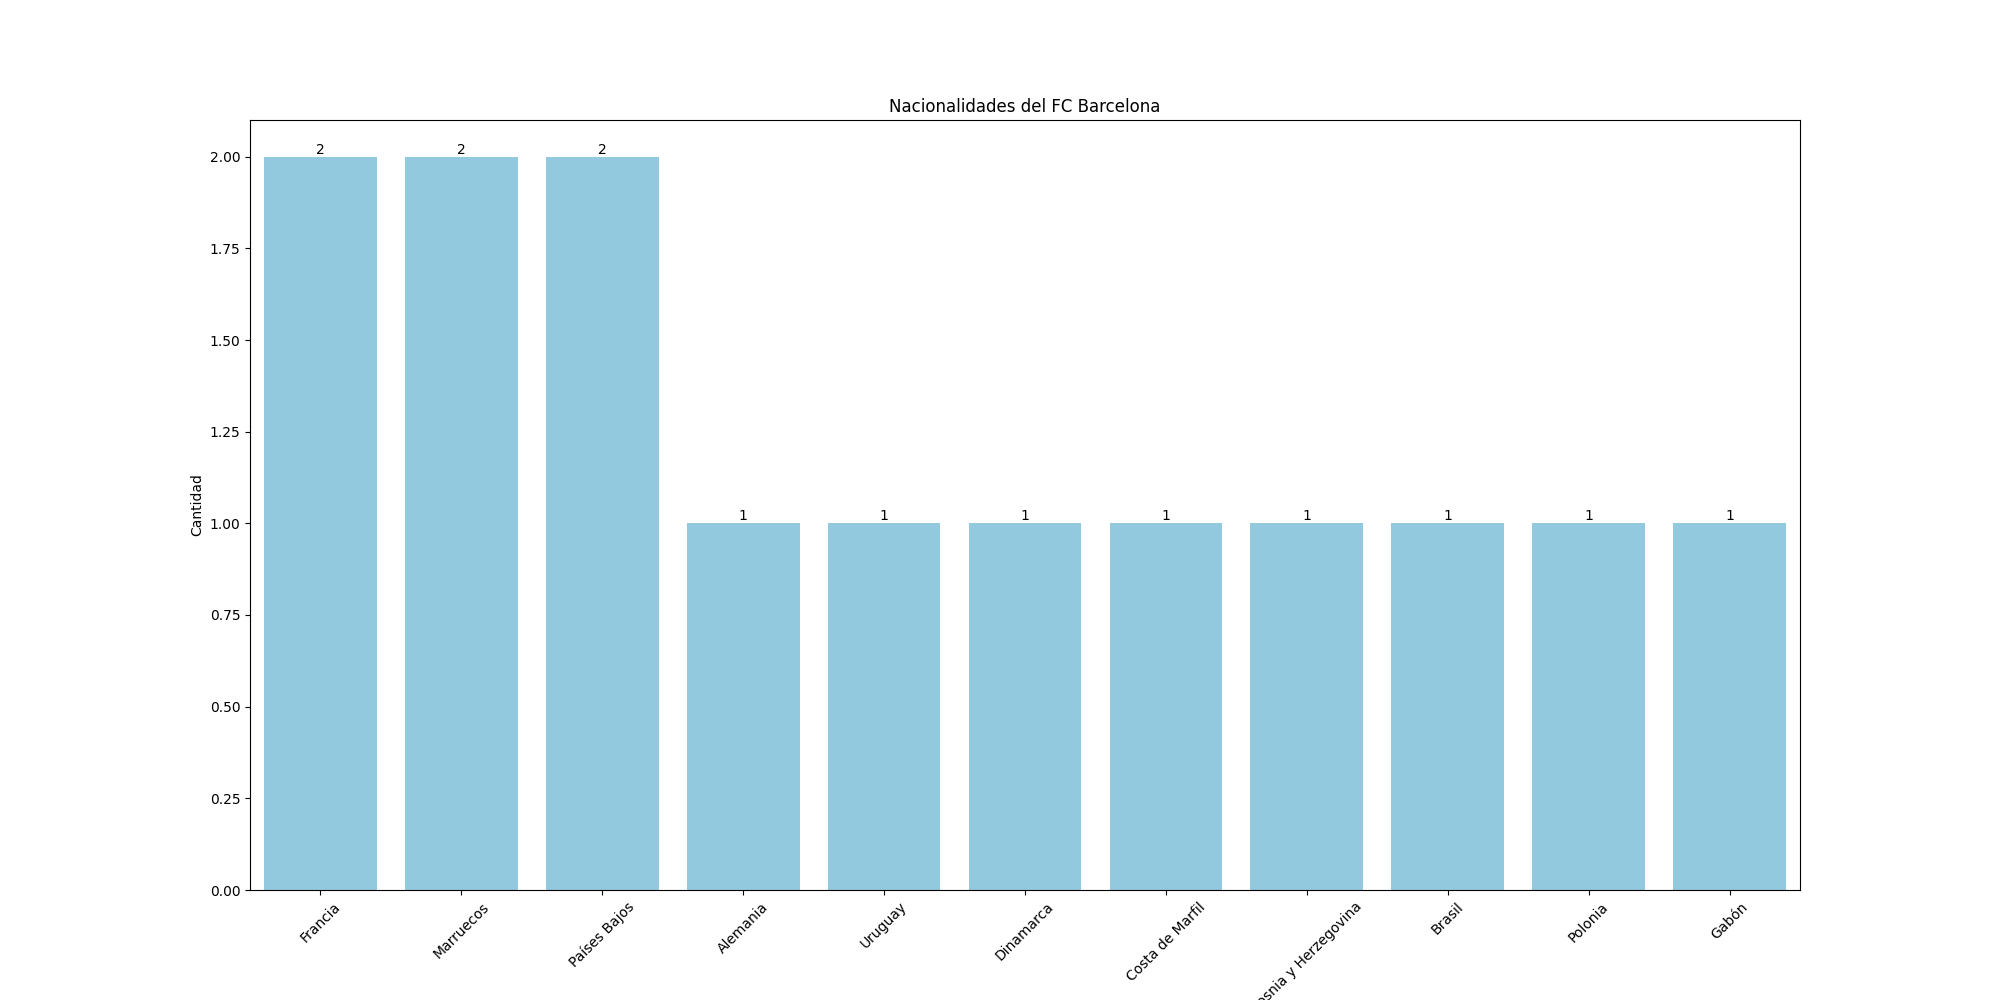 Nacionalidades del FC Barcelona
Cantidad
2.00
1.75
1.50
1.25
1.00
0.75
0.50
0.25
0.00
2
2
2
1
1
1
1
1
1
1
1
Francia
Marruecos
Países Bajos
Alemania
Uruguay
Dinamarca
Costa de Marfil
y Herzegovina
Brasil
Polonia
Gabón